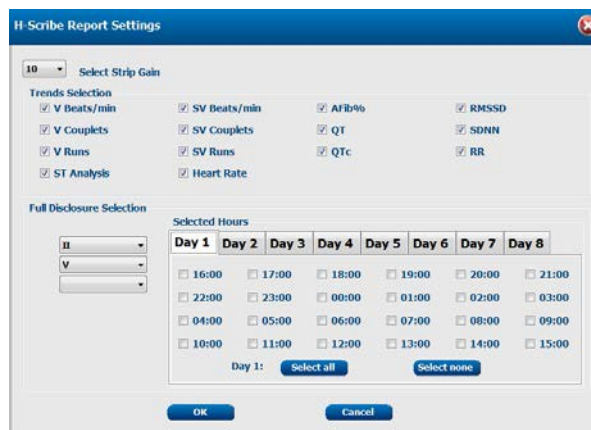 H-Scribe Report Settings
10 Select Strip Gain
Trends Selection
V Beats/min SV Beats/min AFib% RMSSD
V Couplets SV Couplets QT SDNN
V Runs SV Runs QTc RR
ST Analysis Heart Rate
Full Disclosure Selection
Selected Hours
II
V
Day 1 Day 2 Day 3 Day 4 Day 5 Day 6 Day 7 Day 8
16:00 17:00 18:00 19:00 20:00 21:00
22:00 23:00 00:00 01:00 02:00 03:00
04:00 05:00 06:00 07:00 08:00 09:00
10:00 11:00 12:00 13:00 14:00 15:00
Day 1: Select all Select none
OK Cancel